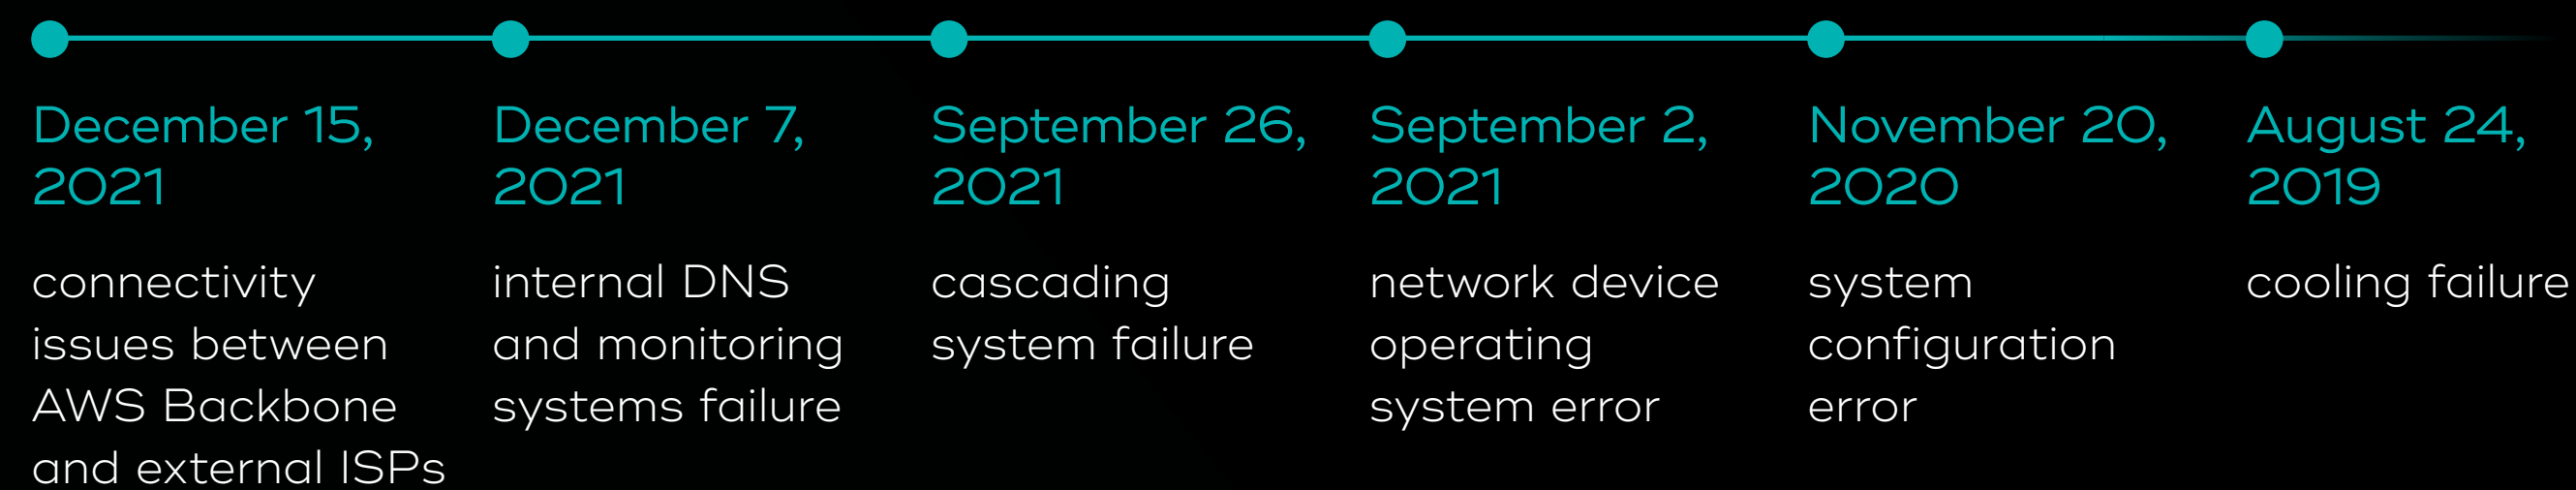 December 15,
2021
connectivity
issues between
AWS Backbone
and external ISPs
December 7,
2021
internal DNS
and monitoring
systems failure
September 26,
2021
cascading
system failure
September 2,
2021
network device
operating
system error
November 20,
2020
system
configuration
error
August 24,
2019
cooling failure